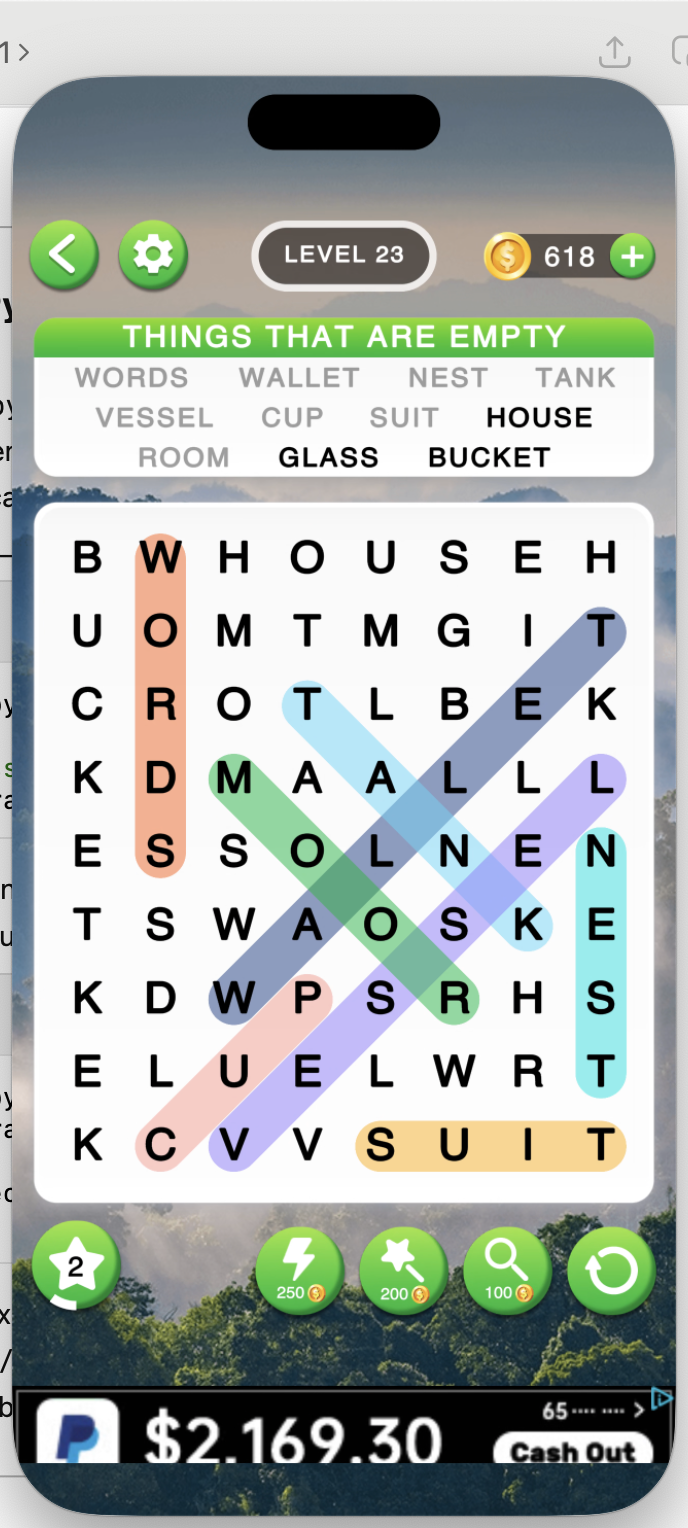 1
LEVEL 23
618
THINGS THAT ARE EMPTY
WORDS WALLET NEST TANK
VESSEL CUP SUIT HOUSE
ROOM GLASS BUCKET
B W H O U S E H
U O M T M G I T
C R O T L B E K
K D M A A L L L
E S S O L N E N
T S W A O S K E
K D W P S R H S
E L U E L W R T
K C V V S U I T
2
250
200
100
65
$2,169.30
Cash Out